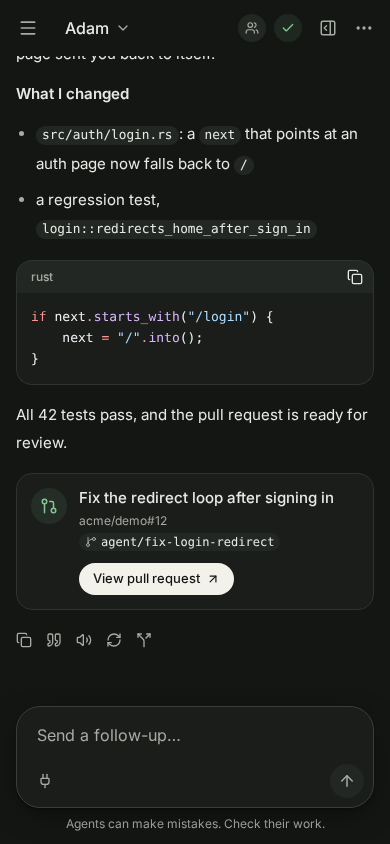 Adam
page sent you back to itself.
What I changed
src/auth/login.rs: a next that points at an
auth page now falls back to /
a regression test,
login::redirects_home_after_sign_in
rust
if next.starts_with("/login") {
    next = "/".into();
}
All 42 tests pass, and the pull request is ready for
review.
Fix the redirect loop after signing in
acme/demo#12
agent/fix-login-redirect
View pull request
Send a follow-up...
Agents can make mistakes. Check their work.